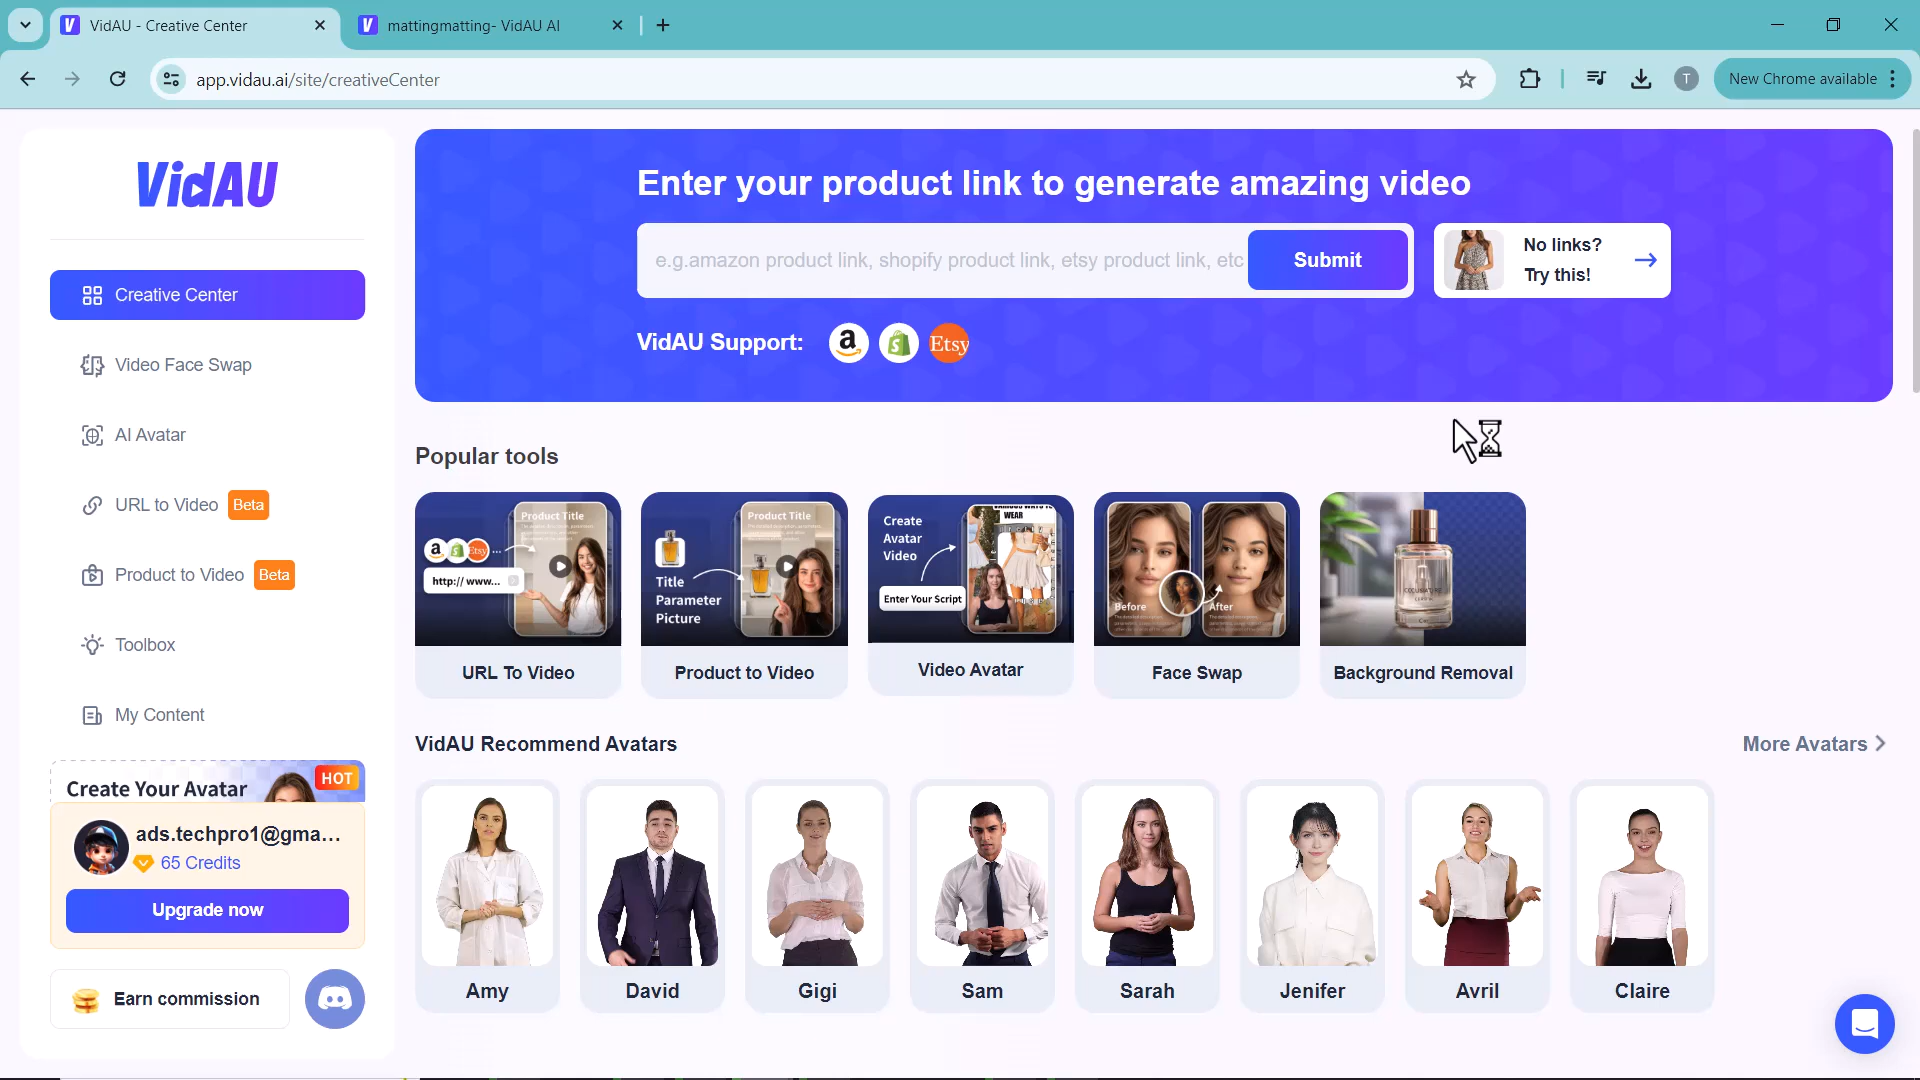 VidAU - Creative Center
mattingmatting- VidAU AI
app.vidau.ai/site/creativeCenter
T
New Chrome available
VidAU
Creative Center
Video Face Swap
AI Avatar
URL to Video Beta
Product to Video Beta
Toolbox
My Content
Create Your Avatar
HOT
ads.techpro1@gma...
65 Credits
Upgrade now
Earn commission
Enter your product link to generate amazing video
e.g.amazon product link, shopify product link, etsy product link, etc
Submit
No links?
Try this!
VidAU Support:
a
S
Etsy
Popular tools
Product Title
a
Etsy
...
http:// www...
URL To Video
Product Title
Title
Parameter
Picture
Product to Video
Create
Avatar
Video
WEAR
Enter Your Script
Video Avatar
Before
After
Face Swap
Background Removal
VidAU Recommend Avatars
More Avatars
Amy
David
Gigi
Sam
Sarah
Jenifer
Avril
Claire